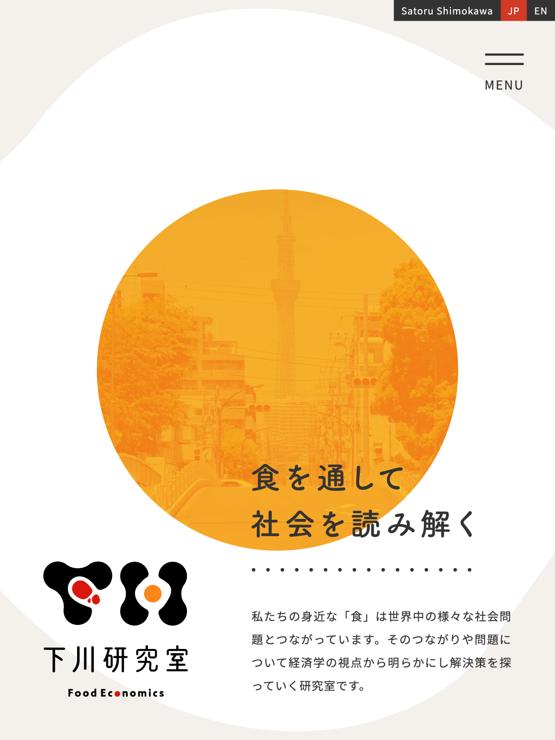 Satoru Shimokawa JP EN
MENU
食を通して
社会を読み解く
下川研究室
Food Economics
私たちの身近な「食」は世界中の様々な社会問
題とつながっています。そのつながりや問題に
ついて経済学の視点から明らかにし解決策を探
っていく研究室です。